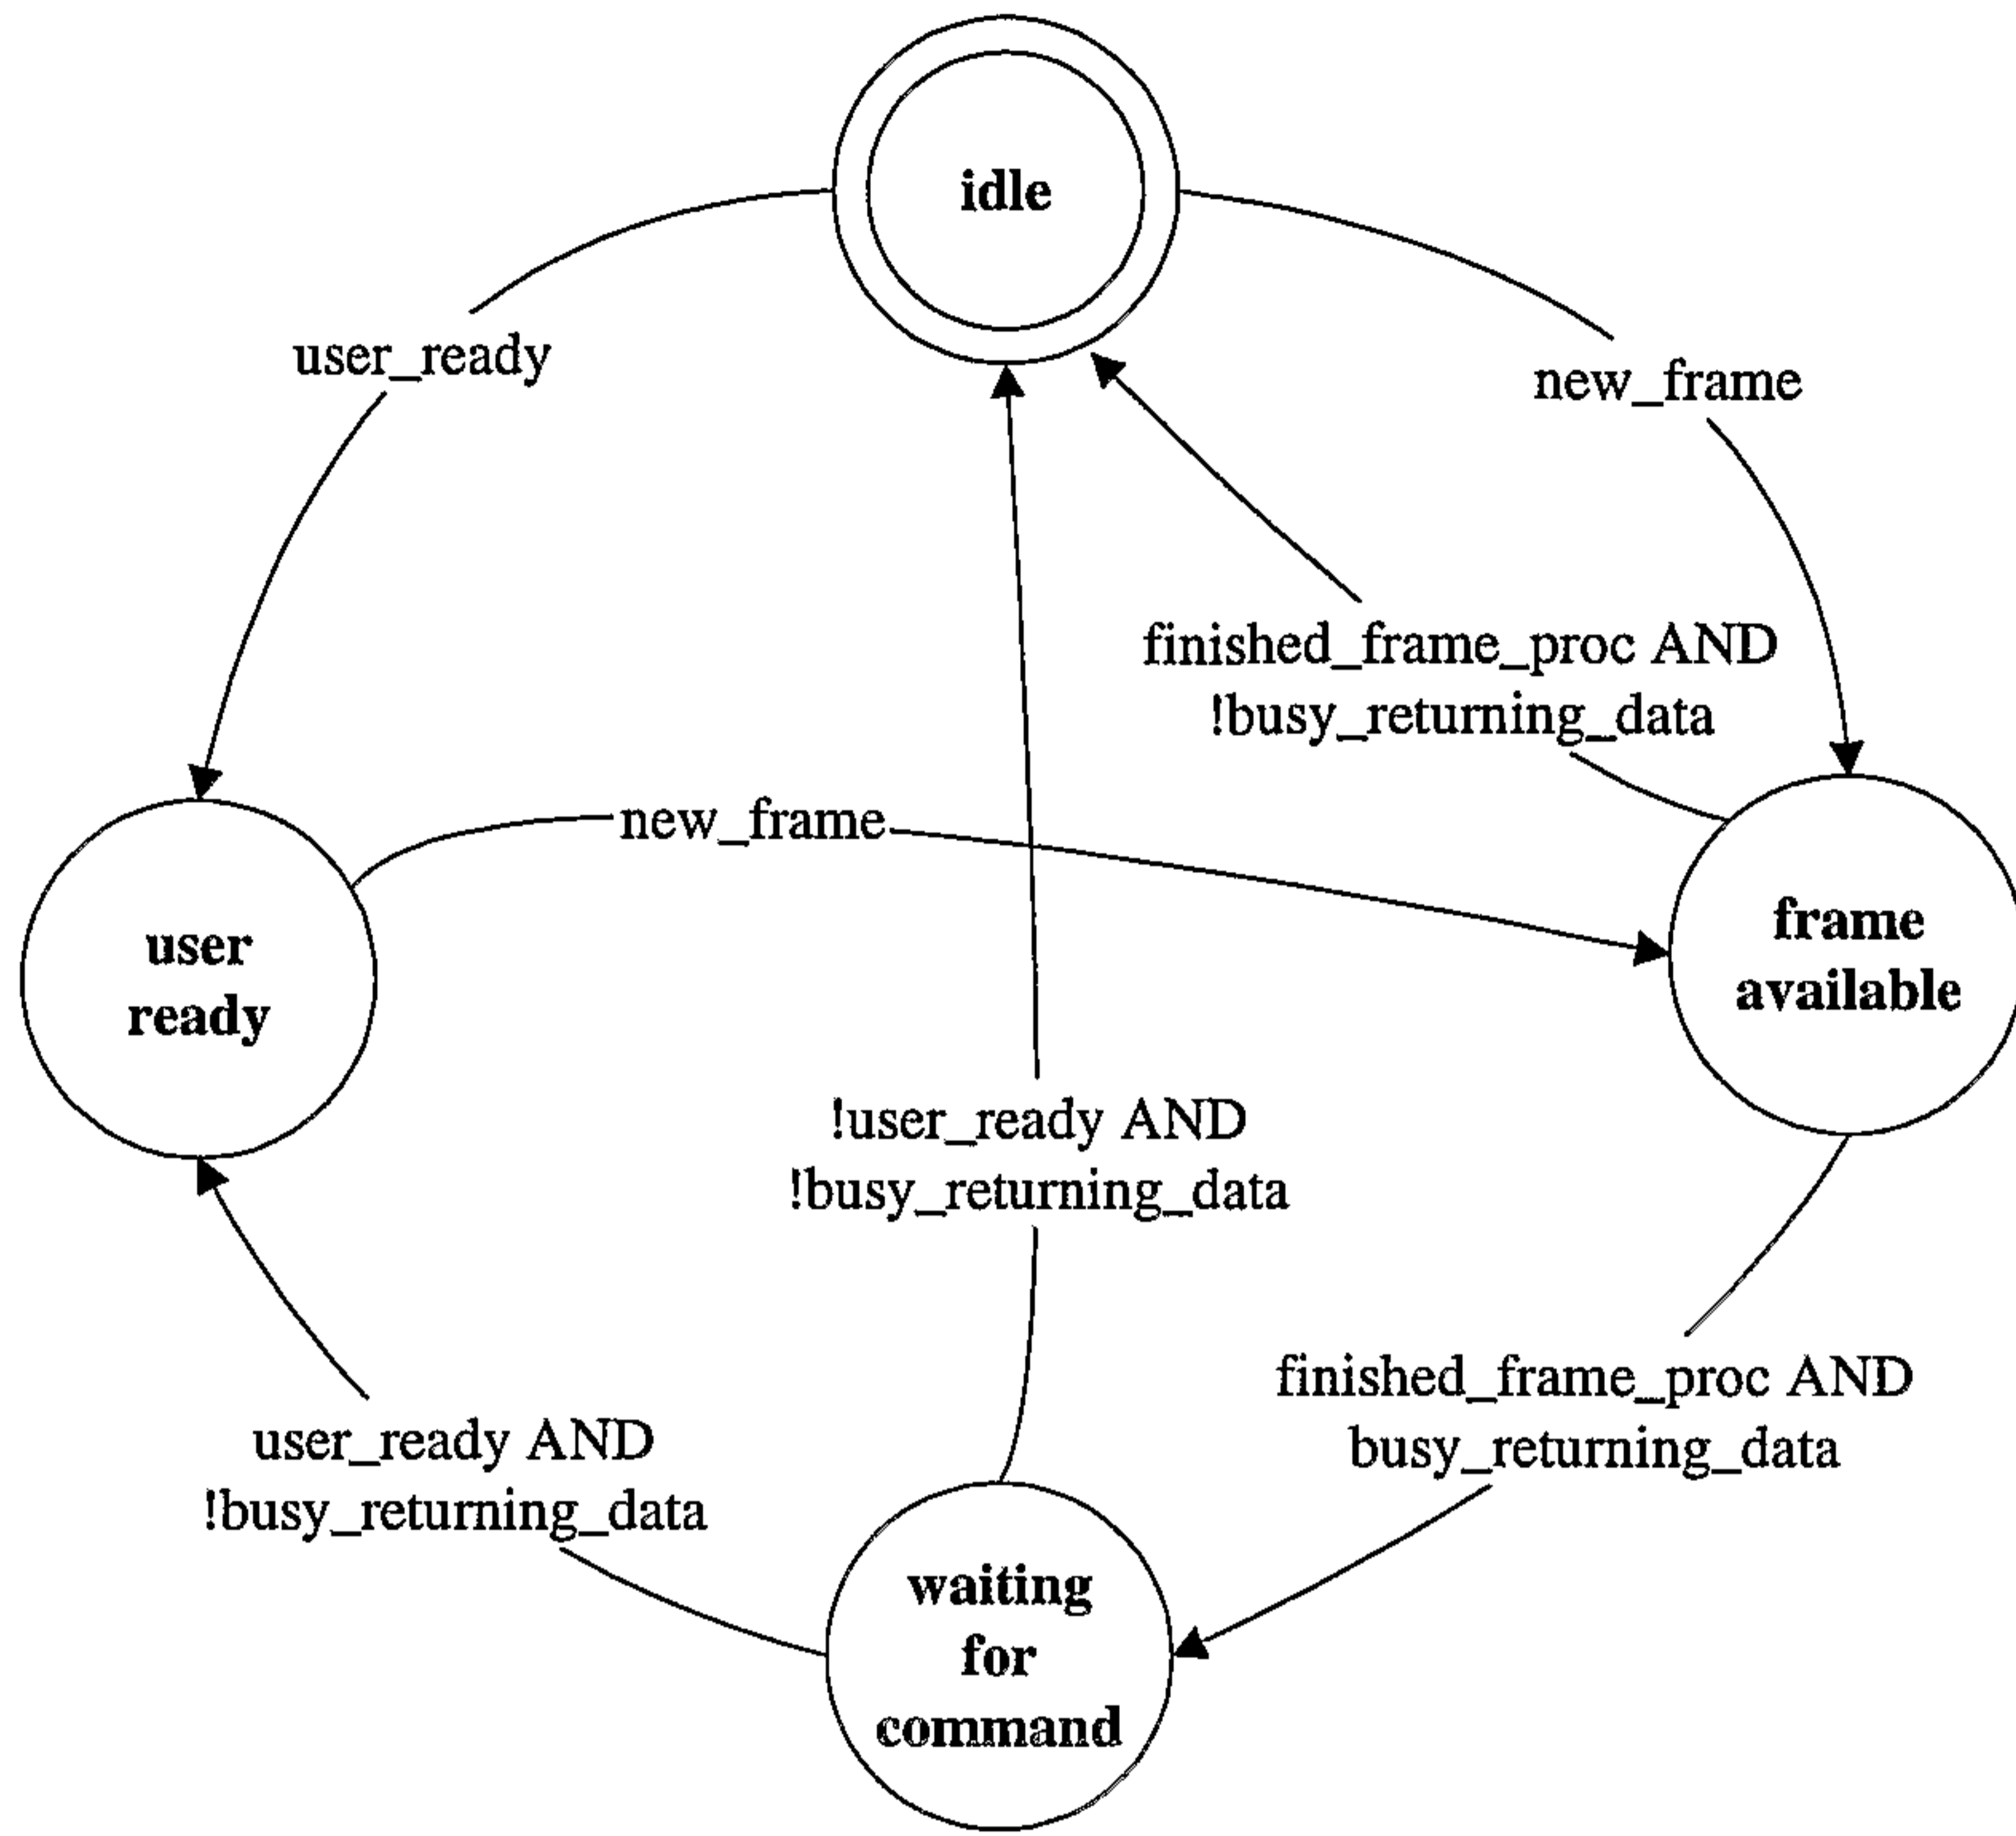 idle
user_ready
new_frame
finished_frame_proc AND
!busy_returning_data
new_frame
user
ready
frame
available
!user_ready AND
!busy_returning_data
finished_frame_proc AND
busy_returning_data
user_ready AND
!busy_returning_data
waiting
for
command